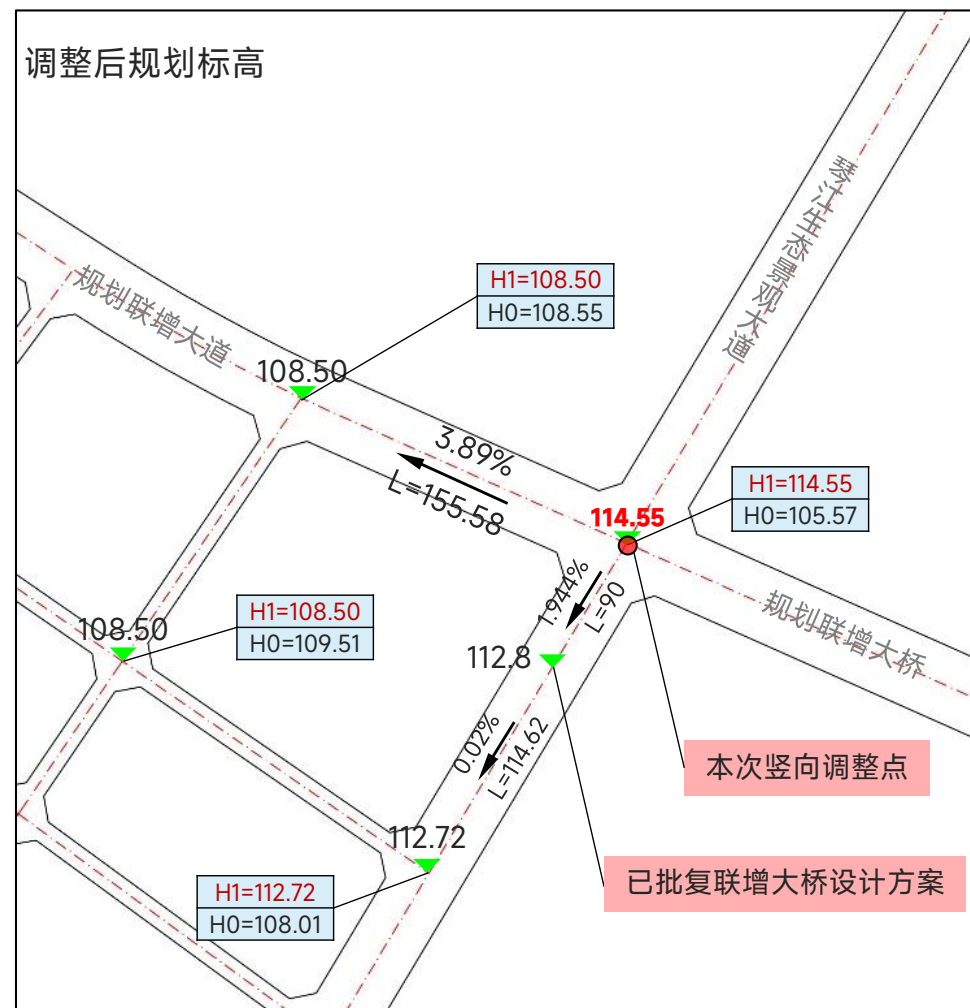 调整后规划标高
琴江生态景观大道
H1=108.50
H0=108.55
规划联增大道
108.50
3.89%
L=155.58
H1=114.55
H0=105.57
114.55
1.944%
L=90
规划联增大桥
H1=108.50
H0=109.51
108.50
112.8
0.02%
L=114.62
本次竖向调整点
112.72
已批复联增大桥设计方案
H1=112.72
H0=108.01